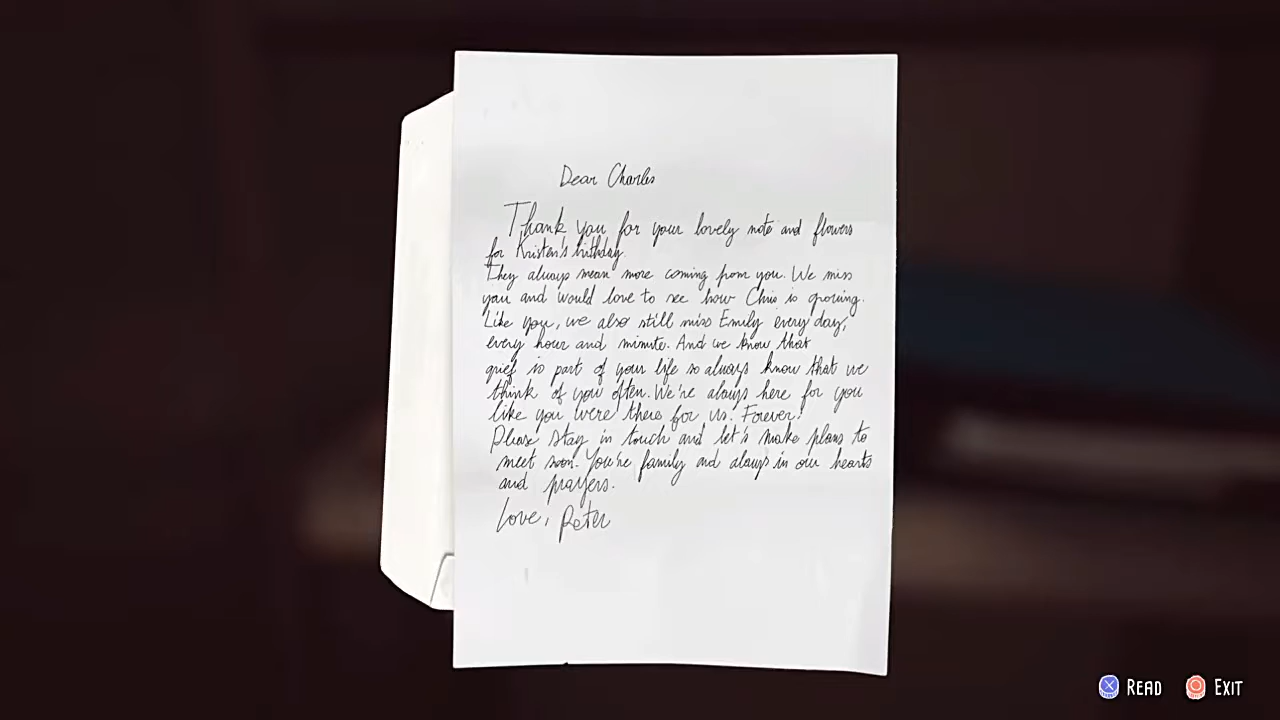 Dear Charles
Thank you for your lovely note and flowers
for Kristen's birthday.
They always mean more coming from you. We miss
you and would love to see how Chris is growing.
Like you, we also still miss Emily every day,
every hour and minute. And we know that
grief is part of your life so always know that we
think of you often. We're always here for you
like you were there for us. Forever!
Please stay in touch and let's make plans to
meet soon. You're family and always in our hearts
and prayers.
Love, Peter
READ
EXIT